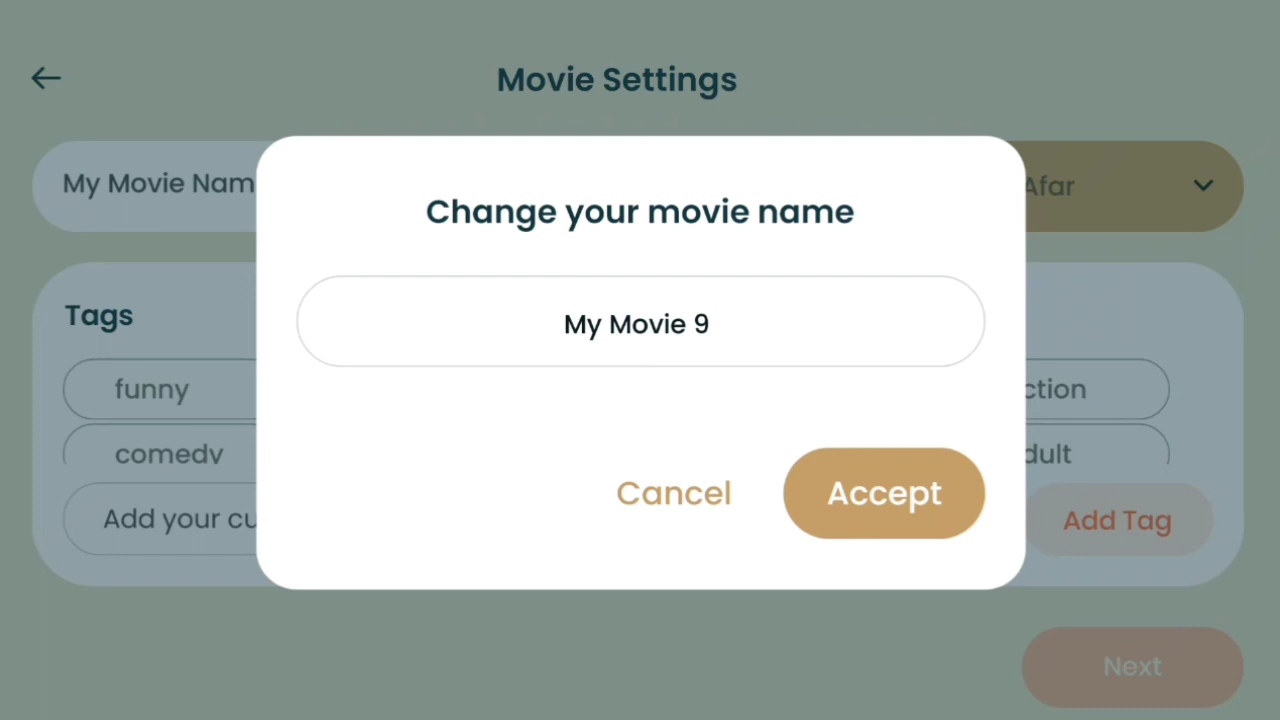 Movie Settings
My Movie Nam
Afar
Change your movie name
My Movie 9
Tags
funny
ction
comedy
dult
Cancel
Accept
Add your cu
Add Tag
Next